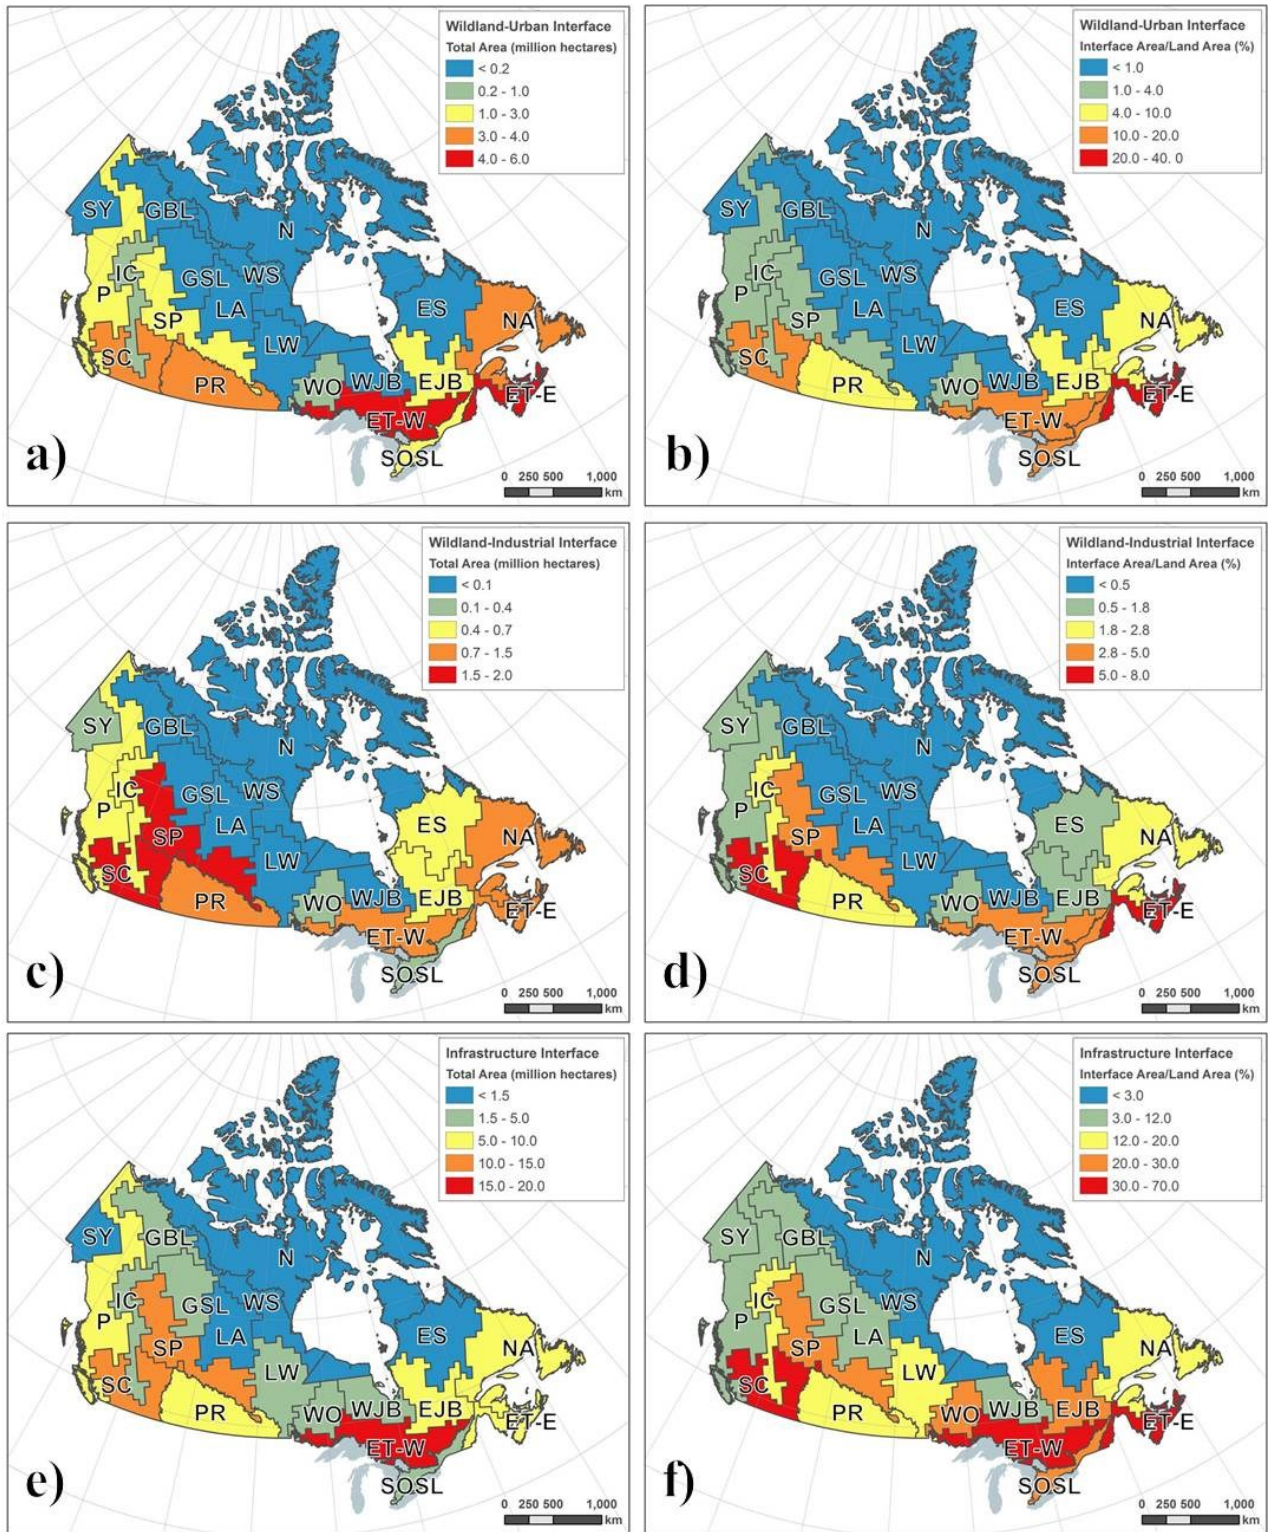 Wildland-Urban Interface
Total Area (million hectares)
< 0.2
0.2 - 1.0
1.0 - 3.0
3.0 - 4.0
4.0 - 6.0
SY
GBL
N
IC
GSL
WS
P
LA
ES
SP
NA
SC
LW
PR
WO
WJB
EJB
ET-E
ET-W
SOSL
a)
0 250 500 1,000
km
Wildland-Urban Interface
Interface Area/Land Area (%)
< 1.0
1.0 - 4.0
4.0 - 10.0
10.0 - 20.0
20.0 - 40. 0
SY
GBL
N
IC
GSL
WS
P
LA
ES
SP
NA
SC
LW
PR
WO
WJB
EJB
ET-E
ET-W
SOSL
b)
0 250 500 1,000
km
Wildland-Industrial Interface
Total Area (million hectares)
< 0.1
0.1 - 0.4
0.4 - 0.7
0.7 - 1.5
1.5 - 2.0
SY
GBL
N
IC
GSL
WS
P
LA
ES
SP
NA
SC
LW
PR
WO
WJB
EJB
ET-E
ET-W
SOSL
c)
0 250 500 1,000
km
Wildland-Industrial Interface
Interface Area/Land Area (%)
< 0.5
0.5 - 1.8
1.8 - 2.8
2.8 - 5.0
5.0 - 8.0
SY
GBL
N
IC
GSL
WS
P
LA
ES
SP
NA
SC
LW
PR
WO
WJB
EJB
ET-E
ET-W
SOSL
d)
0 250 500 1,000
km
Infrastructure Interface
Total Area (million hectares)
< 1.5
1.5 - 5.0
5.0 - 10.0
10.0 - 15.0
15.0 - 20.0
SY
GBL
N
IC
GSL
WS
P
LA
ES
SP
NA
SC
LW
PR
WO
WJB
EJB
ET-E
ET-W
SOSL
e)
0 250 500 1,000
km
Infrastructure Interface
Interface Area/Land Area (%)
< 3.0
3.0 - 12.0
12.0 - 20.0
20.0 - 30.0
30.0 - 70.0
SY
GBL
N
IC
GSL
WS
P
LA
ES
SP
NA
SC
LW
PR
WO
WJB
EJB
ET-E
ET-W
SOSL
f)
0 250 500 1,000
km